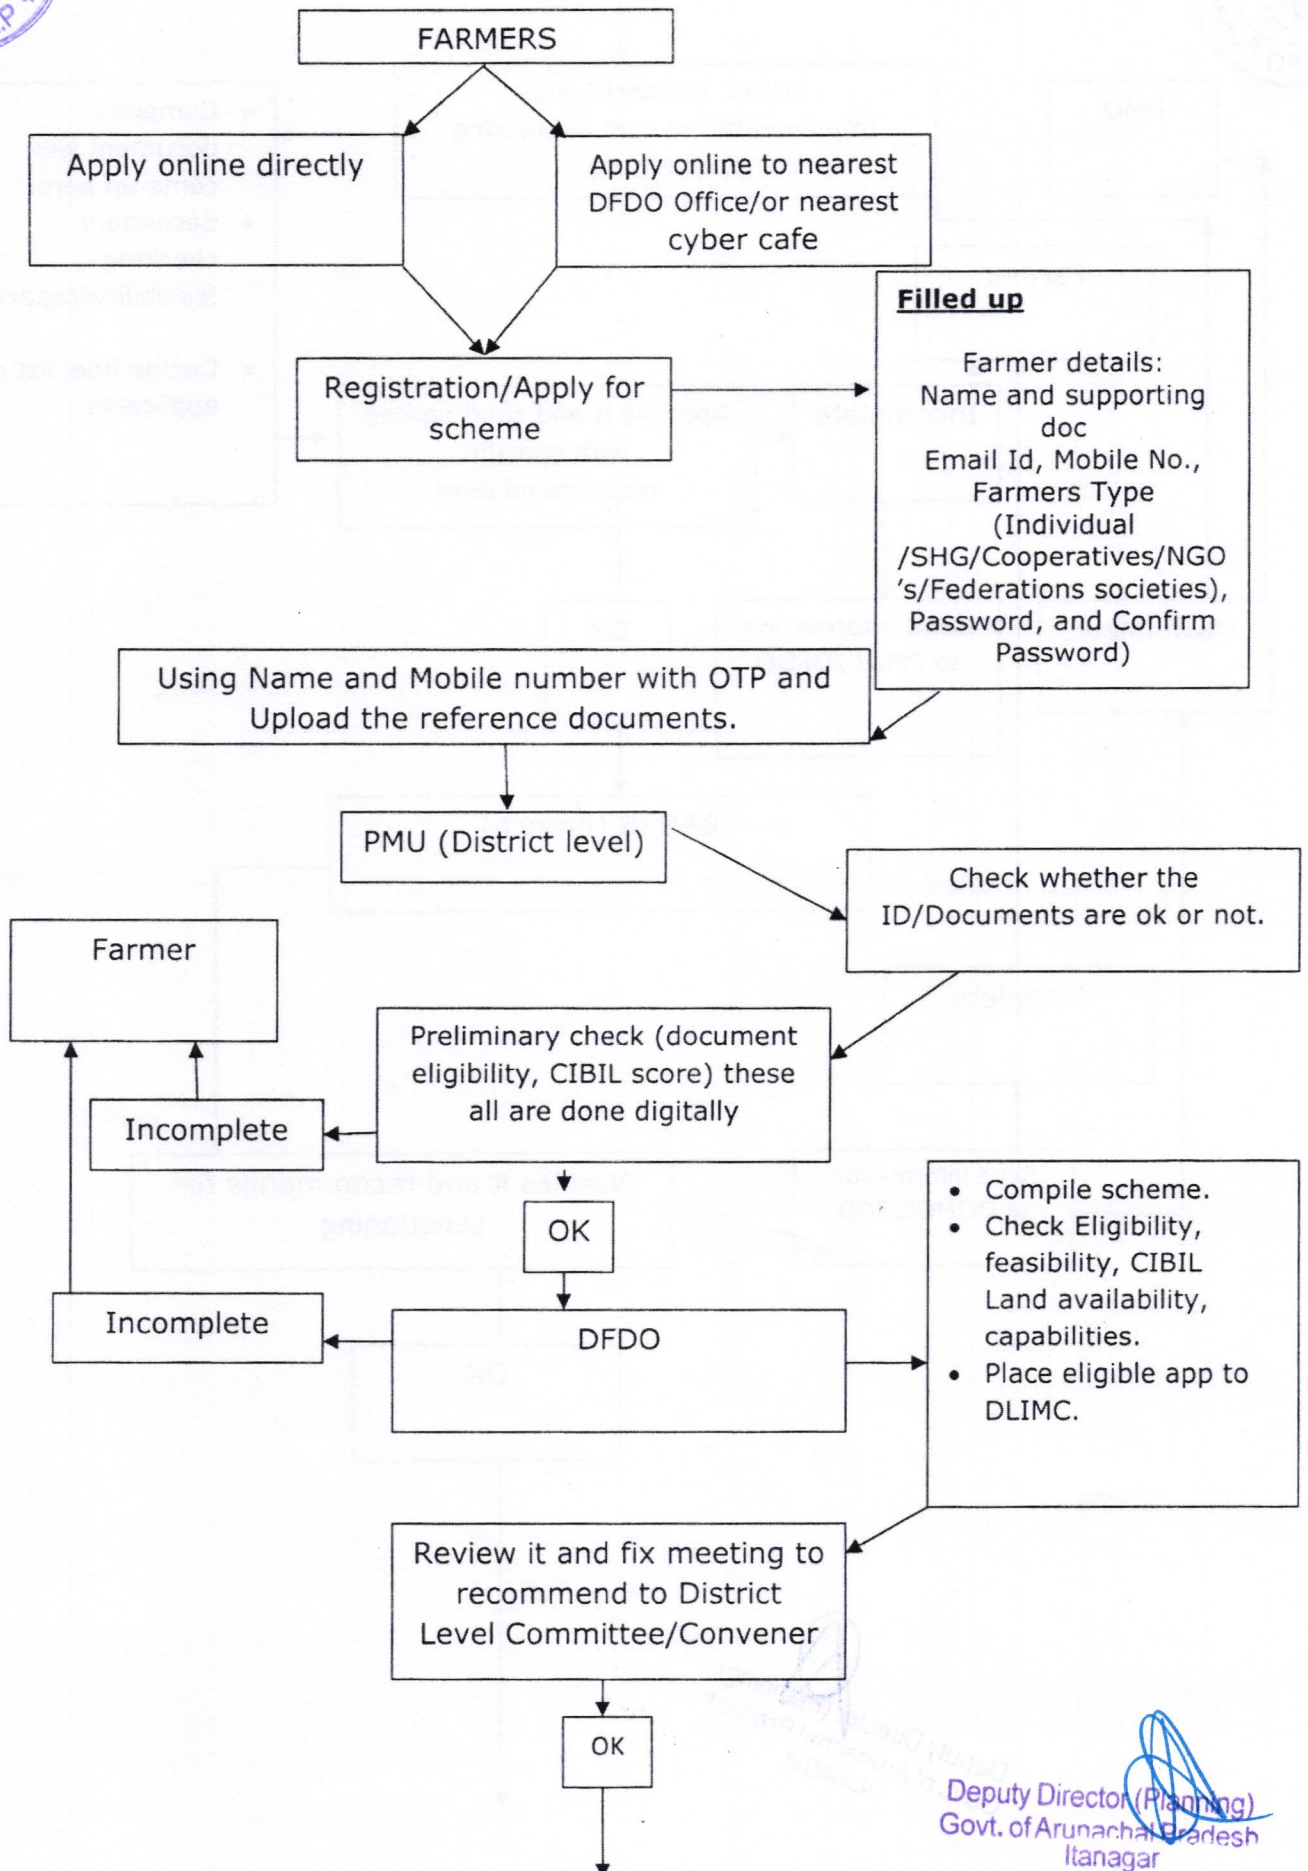 FARMERS
Apply online directly
Apply online to nearest
DFDO Office/or nearest
cyber cafe
Registration/Apply for
scheme
Filled up
Farmer details:
Name and supporting
doc
Email Id, Mobile No.,
Farmers Type
(Individual
/SHG/Cooperatives/NGO
's/Federations societies),
Password, and Confirm
Password)
Using Name and Mobile number with OTP and
Upload the reference documents.
PMU (District level)
Check whether the
ID/Documents are ok or not.
Farmer
Preliminary check (document
eligibility, CIBIL score) these
all are done digitally
Incomplete
OK
• Compile scheme.
• Check Eligibility,
feasibility, CIBIL
Land availability,
capabilities.
• Place eligible app to
DLIMC.
Incomplete
DFDO
Review it and fix meeting to
recommend to District
Level Committee/Convener
OK
Deputy Director (Planning)
Govt. of Arunachal Pradesh
Itanagar